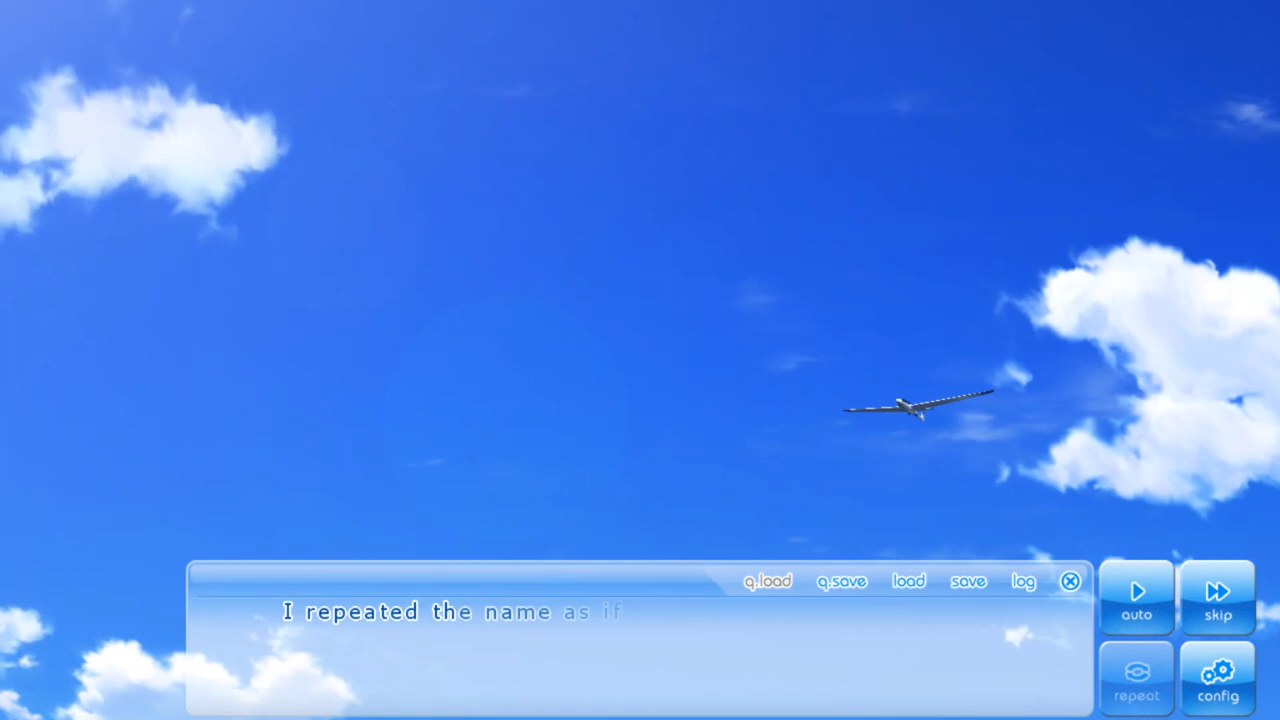 q.load q.save load save log
I repeated the name as if
auto skip
repeat config